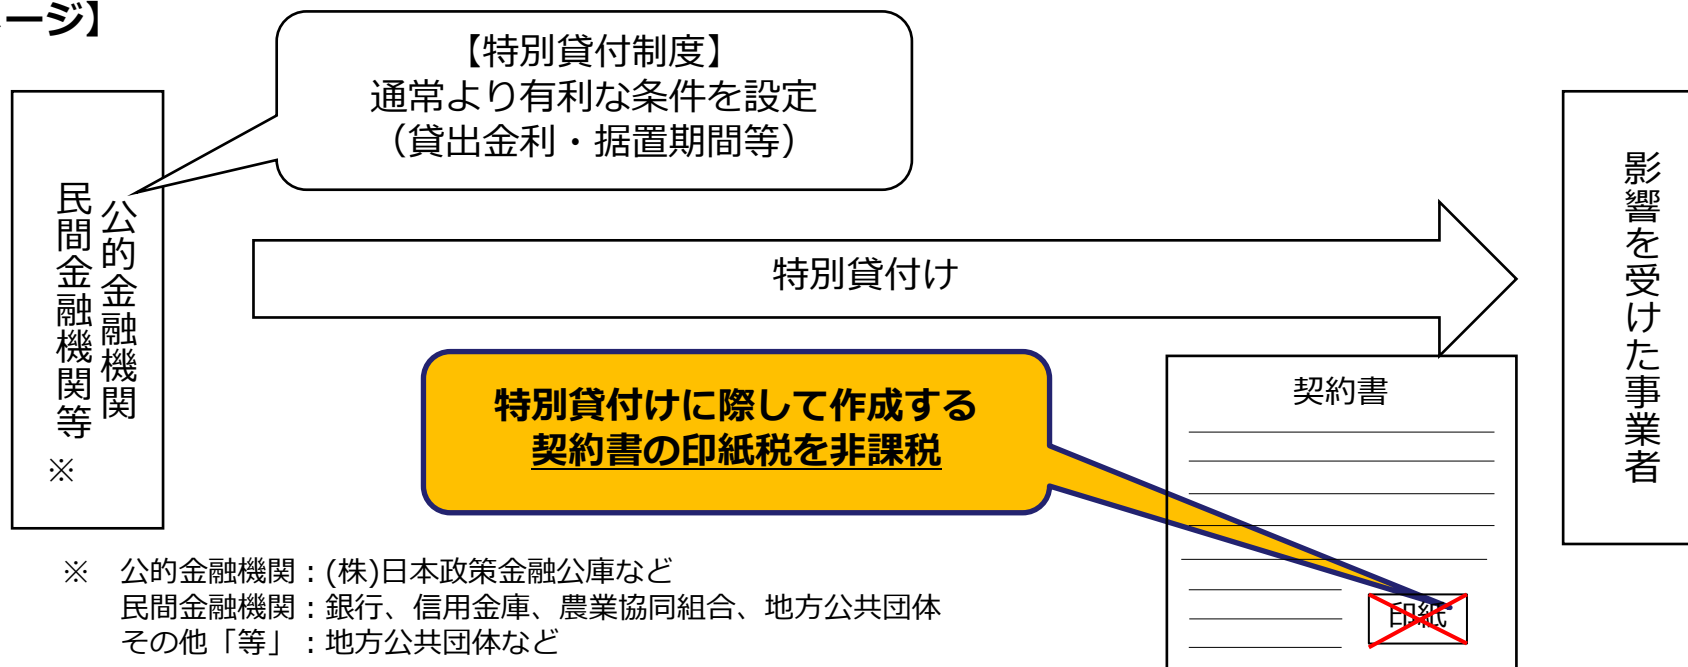 ージ】
【特別貸付制度】
通常より有利な条件を設定
（貸出金利・据置期間等）
公的金融機関
民間金融機関等
※
特別貸付け
影響を受けた事業者
特別貸付けに際して作成する
契約書の印紙税を非課税
契約書
印紙
※　公的金融機関：(株)日本政策金融公庫など
民間金融機関：銀行、信用金庫、農業協同組合、地方公共団体
その他「等」：地方公共団体など